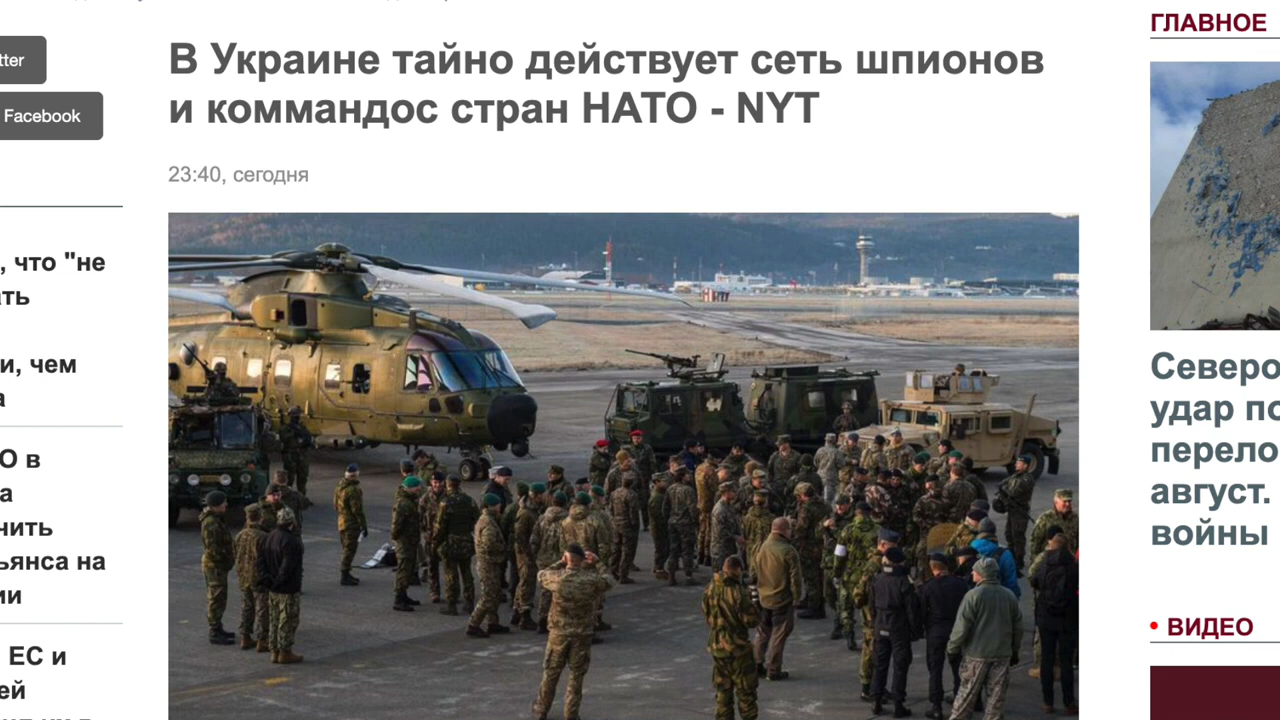 tter
Facebook
, что "не
ать
и, чем
а
О в
а
нить
ьянса на
ии
ЕС и
ей
В Украине тайно действует сеть шпионов
и коммандос стран НАТО - NYT
23:40, сегодня
ГЛАВНОЕ
Северо
удар по
перело
август.
войны
• ВИДЕО